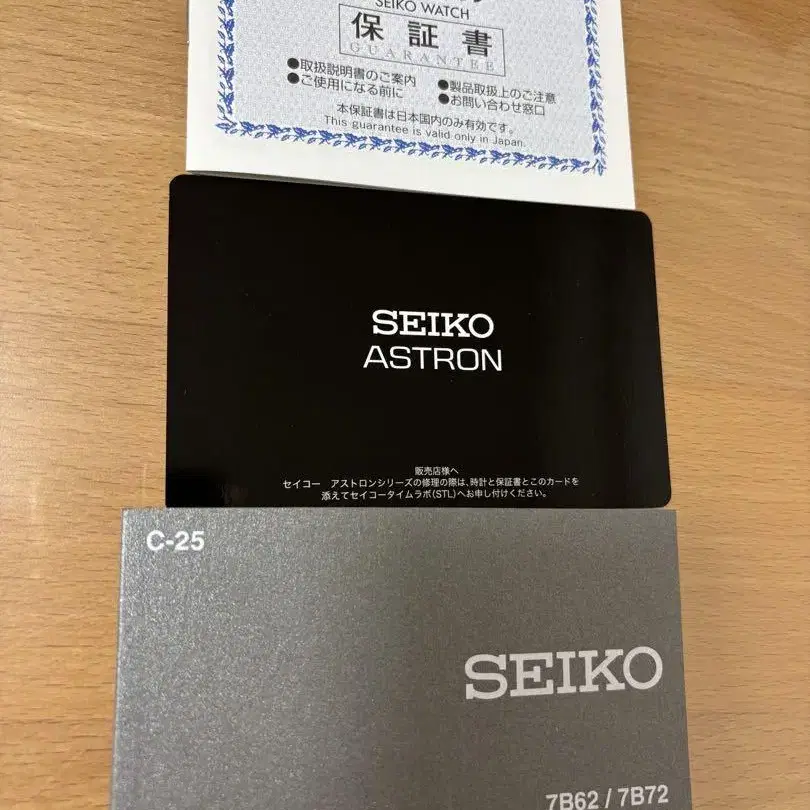 SEIKO WATCH
保証書
GUARANTEE
●取扱説明書のご案内
●ご使用になる前に
●製品取扱上のご注意
●お問い合わせ窓口
本保証書は日本国内のみ有効です。
This guarantee is valid only in Japan.
SEIKO
ASTRON
販売店様へ
セイコー アストロンシリーズの修理の際は、時計と保証書とこのカードを
添えてセイコータイムラボ(STL)へお申し付けください。
C-25
SEIKO
7B62 / 7B72